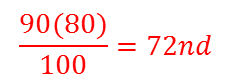 90(80)
100
= 72nd